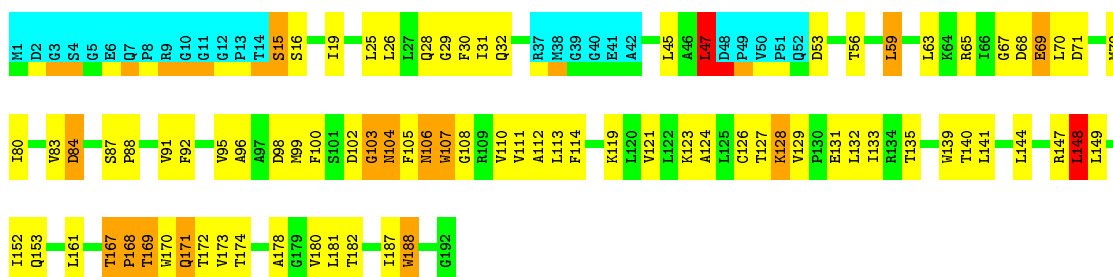 M1 D2 G3 S4 G5 E6 Q7 P8 R9 G10 G11 G12 P13 T14 S15 S16 I19 L25 L26 L27 Q28 G29 F30 I31 Q32 R37 M38 G39 G40 E41 A42 L45 A46 L47 D48 P49 V50 P51 Q52 D53 T56 L59 L63 K64 R65 I66 G67 D68 E69 L70 D71
I80 V83 D84 S87 P88 V91 F92 V95 A96 A97 D98 M99 F100 S101 D102 G103 N104 F105 N106 W107 G108 R109 V110 V111 A112 L113 F114 K119 L120 V121 L122 K123 A124 L125 C126 T127 K128 V129 P130 E131 L132 I133 R134 T135 W139 T140 L141 L144 R147 L148 L149
I152 Q153 L161 T167 P168 T169 W170 Q171 T172 V173 T174 A178 G179 V180 L181 T182 I187 W188 G192